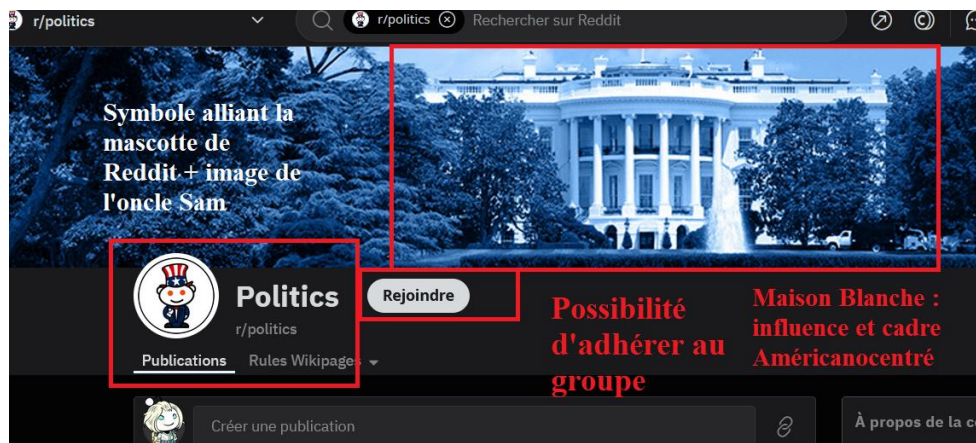 r/politics
r/politics Rechercher sur Reddit
Symbole alliant la
mascotte de
Reddit + image de
l'oncle Sam
Politics
Rejoindre
r/politics
Publications Rules Wikipages
Possibilité
d'adhérer au
groupe
Maison Blanche :
influence et cadre
Américanocentré
Créer une publication
À propos de la